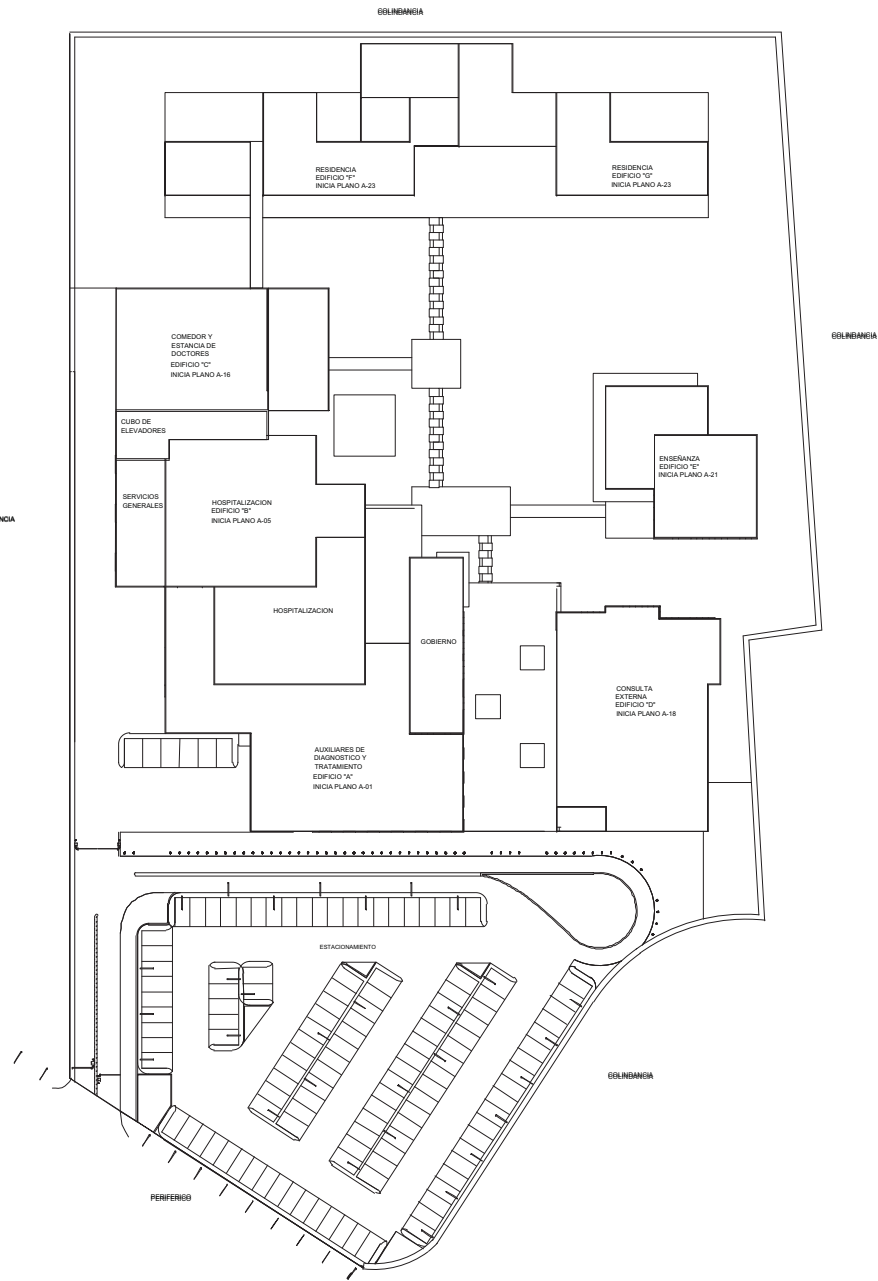 COLINDANCIA
RESIDENCIA
EDIFICIO "F"
INICIA PLANO A-23
RESIDENCIA
EDIFICIO "G"
INICIA PLANO A-23
COLINDANCIA
COMEDOR Y
ESTANCIA DE
DOCTORES
EDIFICIO "C"
INICIA PLANO A-16
CUBO DE
ELEVADORES
ENSEÑANZA
EDIFICIO "E"
INICIA PLANO A-21
SERVICIOS
GENERALES
HOSPITALIZACION
EDIFICIO "B"
INICIA PLANO A-05
NCIA
HOSPITALIZACION
GOBIERNO
CONSULTA
EXTERNA
EDIFICIO "D"
INICIA PLANO A-18
AUXILIARES DE
DIAGNOSTICO Y
TRATAMIENTO
EDIFICIO "A"
INICIA PLANO A-01
ESTACIONAMIENTO
COLINDANCIA
PERIFERICO